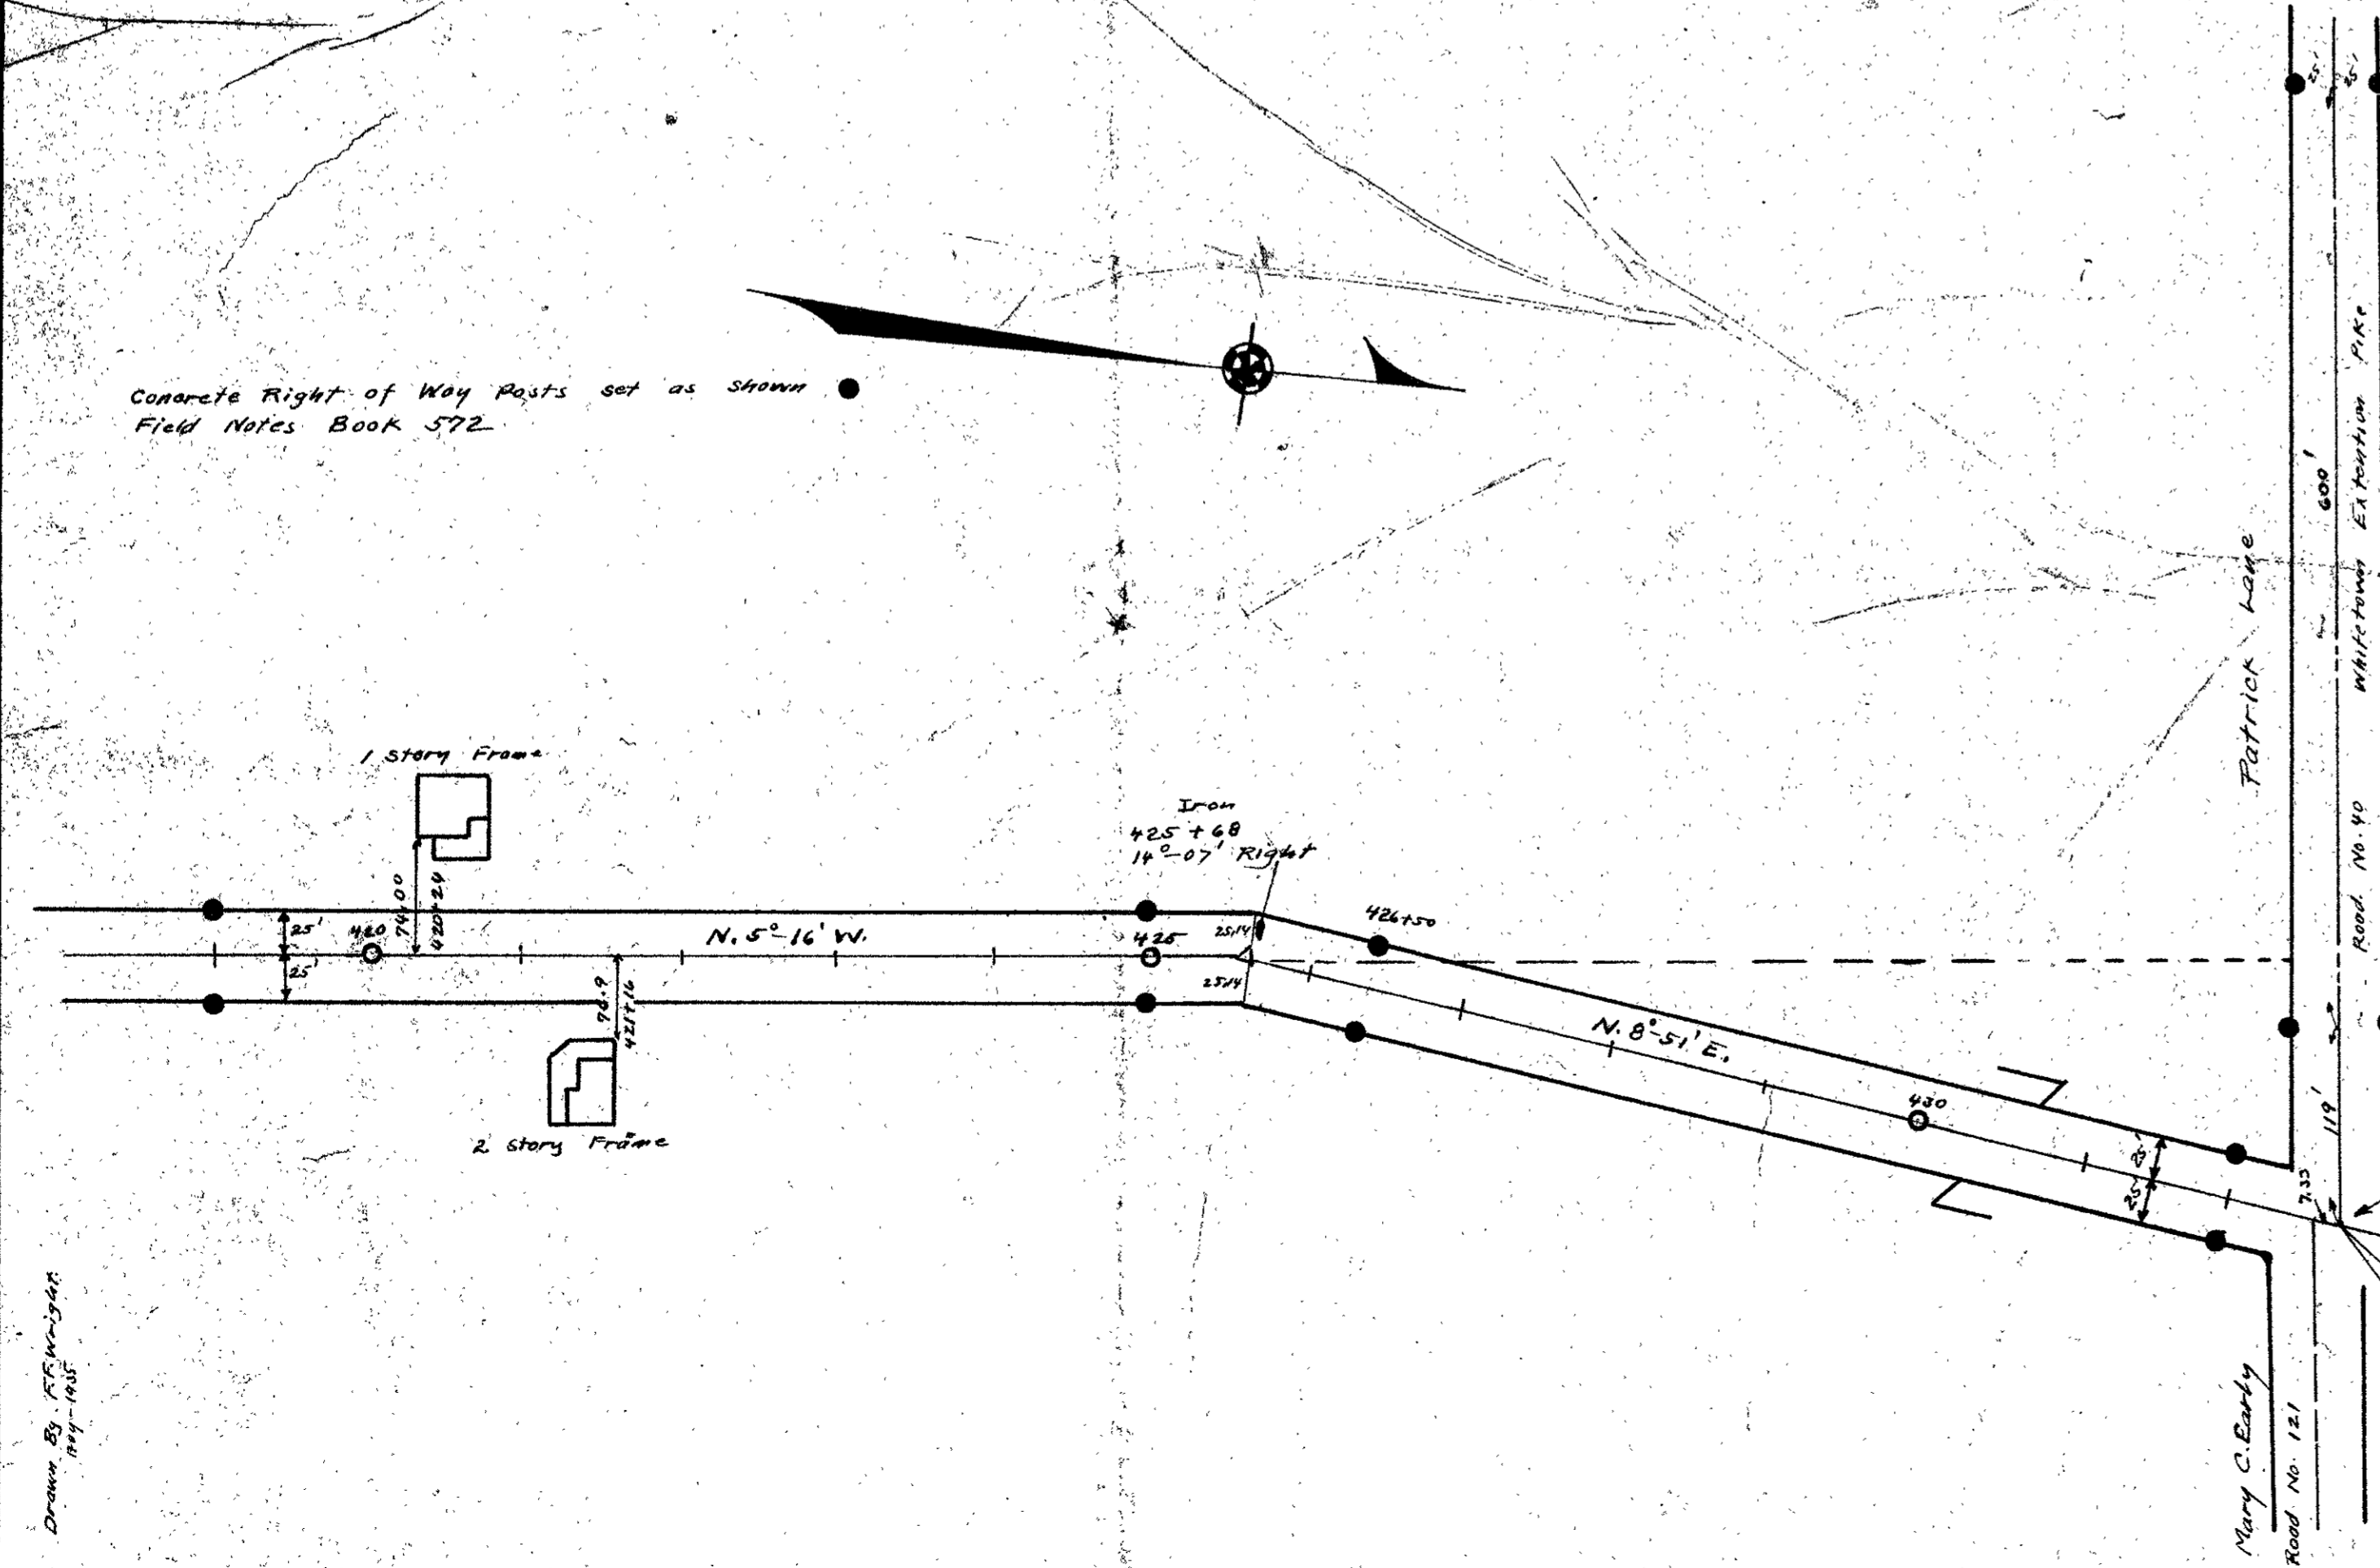 Concrete Right of Way Posts set as shown
Field Notes Book 572
1 Story Frame
74+00
420+24
25'
25'
420
N. 5°-16' W.
76.9
421+16
2 Story Frame
Iron
425 + 68
14°-07' Right
425
25.14
25.14
426+50
N. 8°-51' E.
430
25'
25'
Patrick Lane
25'
25'
600'
Whitetown Extention Pike
Road No. 40
119'
7.33
Mary C. Early
Road No. 121
Drawn By F.F. Wright